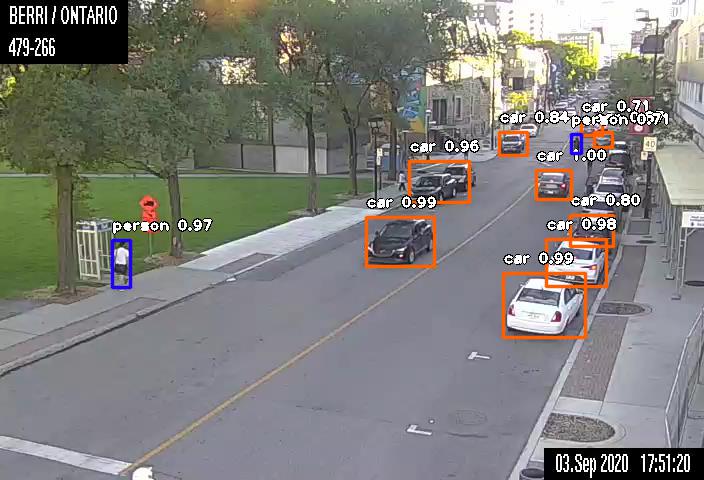 BERRI / ONTARIO
479-266
car 0.71
car 0.84
person 0.71
car 0.96
car 1.00
car 0.99
car 0.80
person 0.97
car 0.98
car 0.99
40
03.Sep 2020 17:51:20